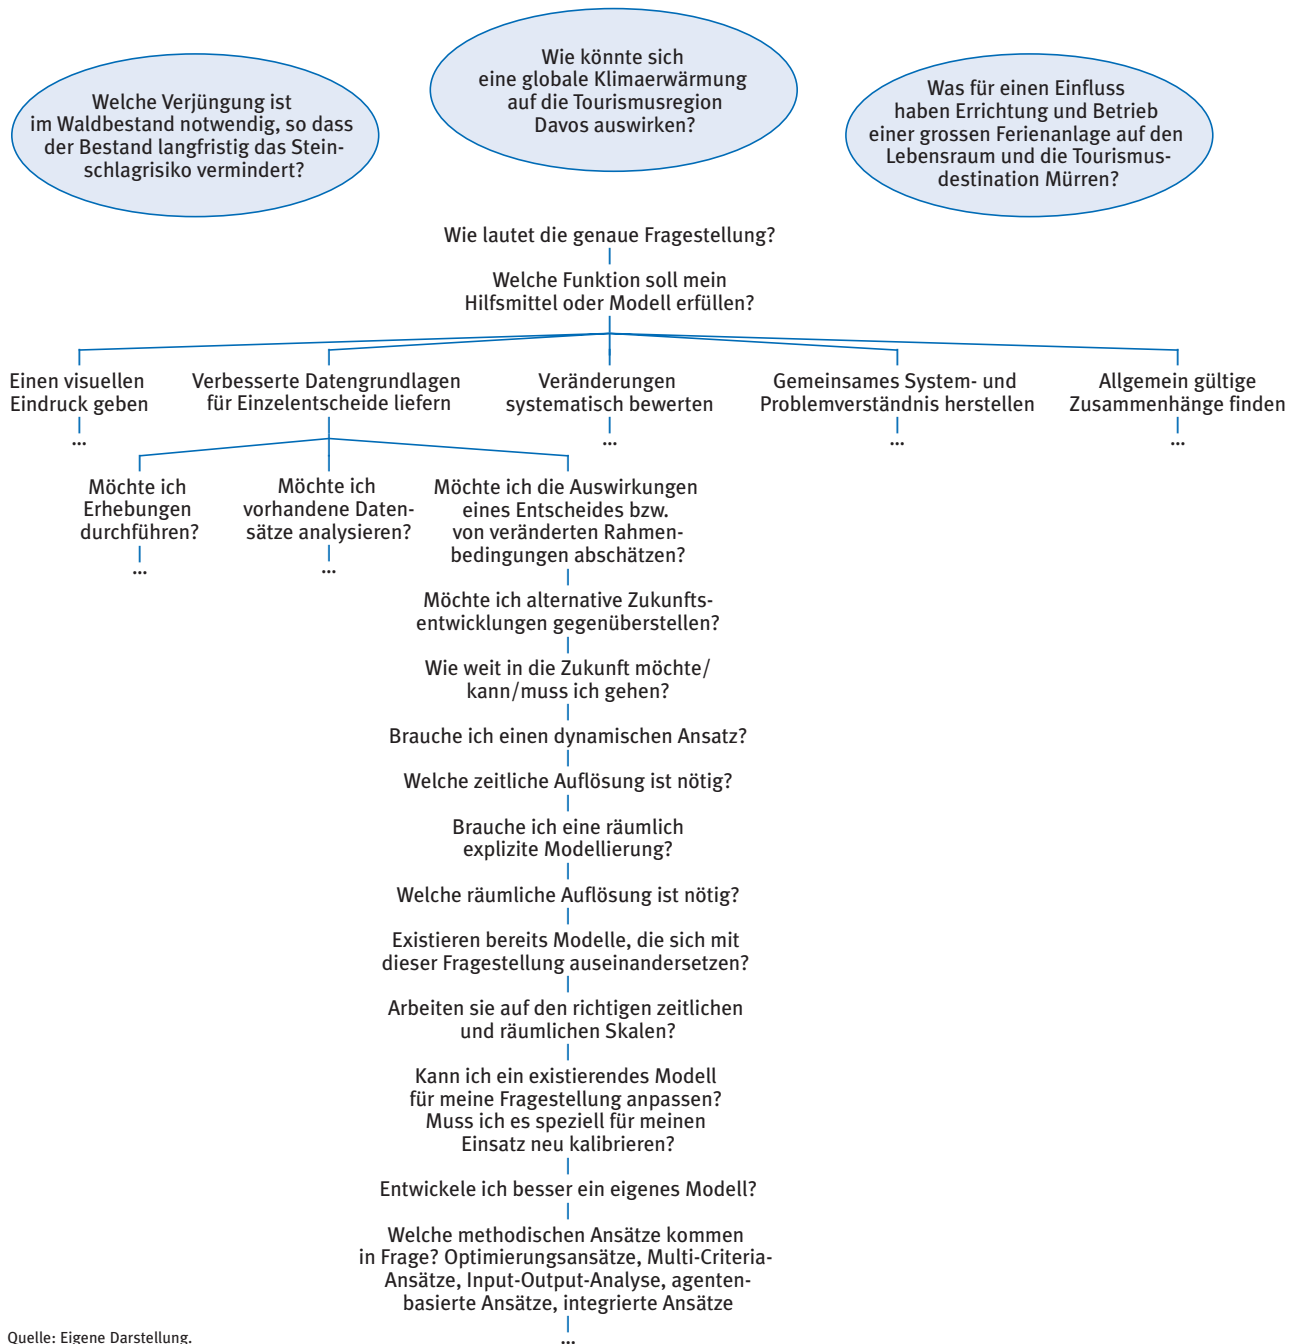 Welche Verjüngung ist
im Waldbestand notwendig, so dass
der Bestand langfristig das Stein-
schlagrisiko vermindert?
Wie könnte sich
eine globale Klimaerwärmung
auf die Tourismusregion
Davos auswirken?
Was für einen Einfluss
haben Errichtung und Betrieb
einer grossen Ferienanlage auf den
Lebensraum und die Tourismus-
destination Mürren?
Wie lautet die genaue Fragestellung?
Welche Funktion soll mein
Hilfsmittel oder Modell erfüllen?
Einen visuellen
Eindruck geben
...
Verbesserte Datengrundlagen
für Einzelentscheide liefern
Veränderungen
systematisch bewerten
...
Gemeinsames System- und
Problemverständnis herstellen
...
Allgemein gültige
Zusammenhänge finden
...
Möchte ich
Erhebungen
durchführen?
...
Möchte ich
vorhandene Daten-
sätze analysieren?
...
Möchte ich die Auswirkungen
eines Entscheides bzw.
von veränderten Rahmen-
bedingungen abschätzen?
Möchte ich alternative Zukunfts-
entwicklungen gegenüberstellen?
Wie weit in die Zukunft möchte/
kann/muss ich gehen?
Brauche ich einen dynamischen Ansatz?
Welche zeitliche Auflösung ist nötig?
Brauche ich eine räumlich
explizite Modellierung?
Welche räumliche Auflösung ist nötig?
Existieren bereits Modelle, die sich mit
dieser Fragestellung auseinandersetzen?
Arbeiten sie auf den richtigen zeitlichen
und räumlichen Skalen?
Kann ich ein existierendes Modell
für meine Fragestellung anpassen?
Muss ich es speziell für meinen
Einsatz neu kalibrieren?
Entwickele ich besser ein eigenes Modell?
Welche methodischen Ansätze kommen
in Frage? Optimierungsansätze, Multi-Criteria-
Ansätze, Input-Output-Analyse, agenten-
basierte Ansätze, integrierte Ansätze
...
Quelle: Eigene Darstellung.